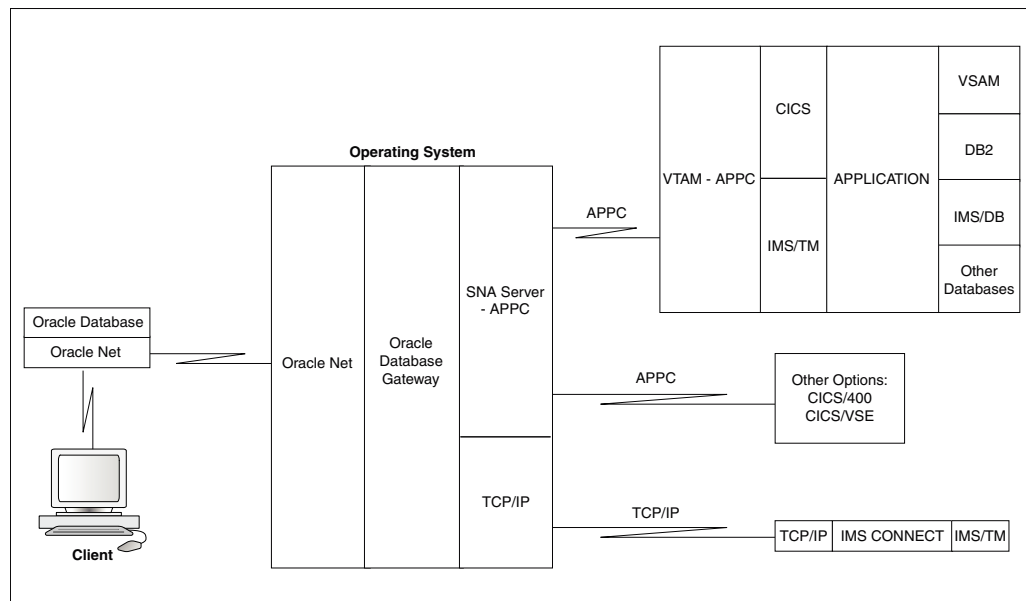 Operating System
Oracle Database
Oracle Net
Client
Oracle Net
Oracle
Database
Gateway
SNA Server
- APPC
TCP/IP
APPC
VTAM - APPC
CICS
IMS/TM
APPLICATION
VSAM
DB2
IMS/DB
Other
Databases
APPC
Other Options:
CICS/400
CICS/VSE
TCP/IP
TCP/IP
IMS CONNECT
IMS/TM